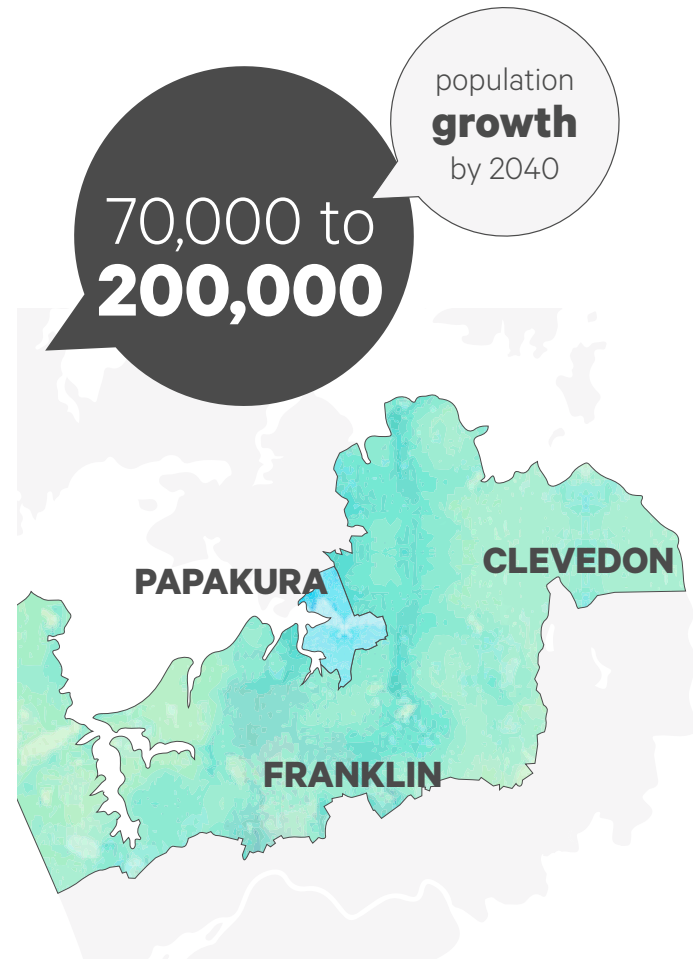 population
growth
by 2040
70,000 to
200,000
CLEVEDON
PAPAKURA
FRANKLIN